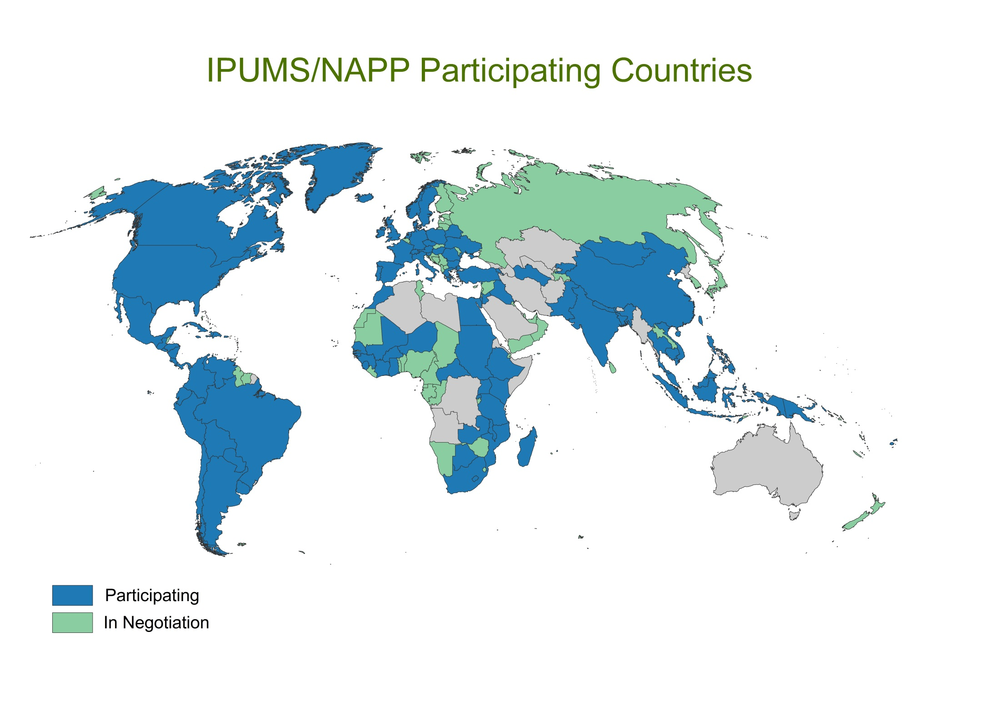 IPUMS/NAPP Participating Countries
Participating
In Negotiation